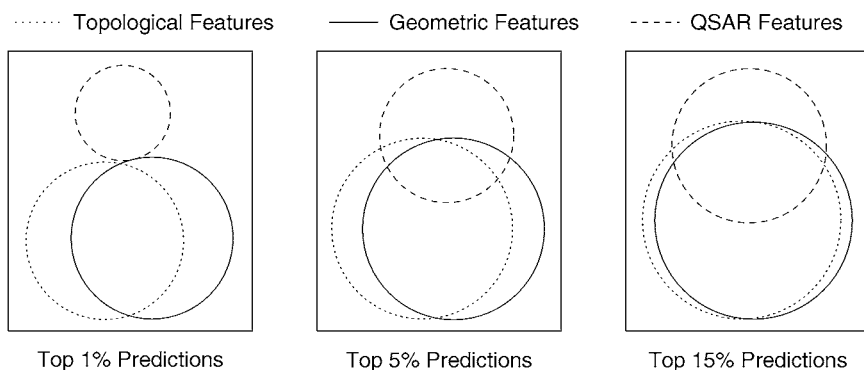 Topological Features
Geometric Features
QSAR Features
Top 1% Predictions
Top 5% Predictions
Top 15% Predictions